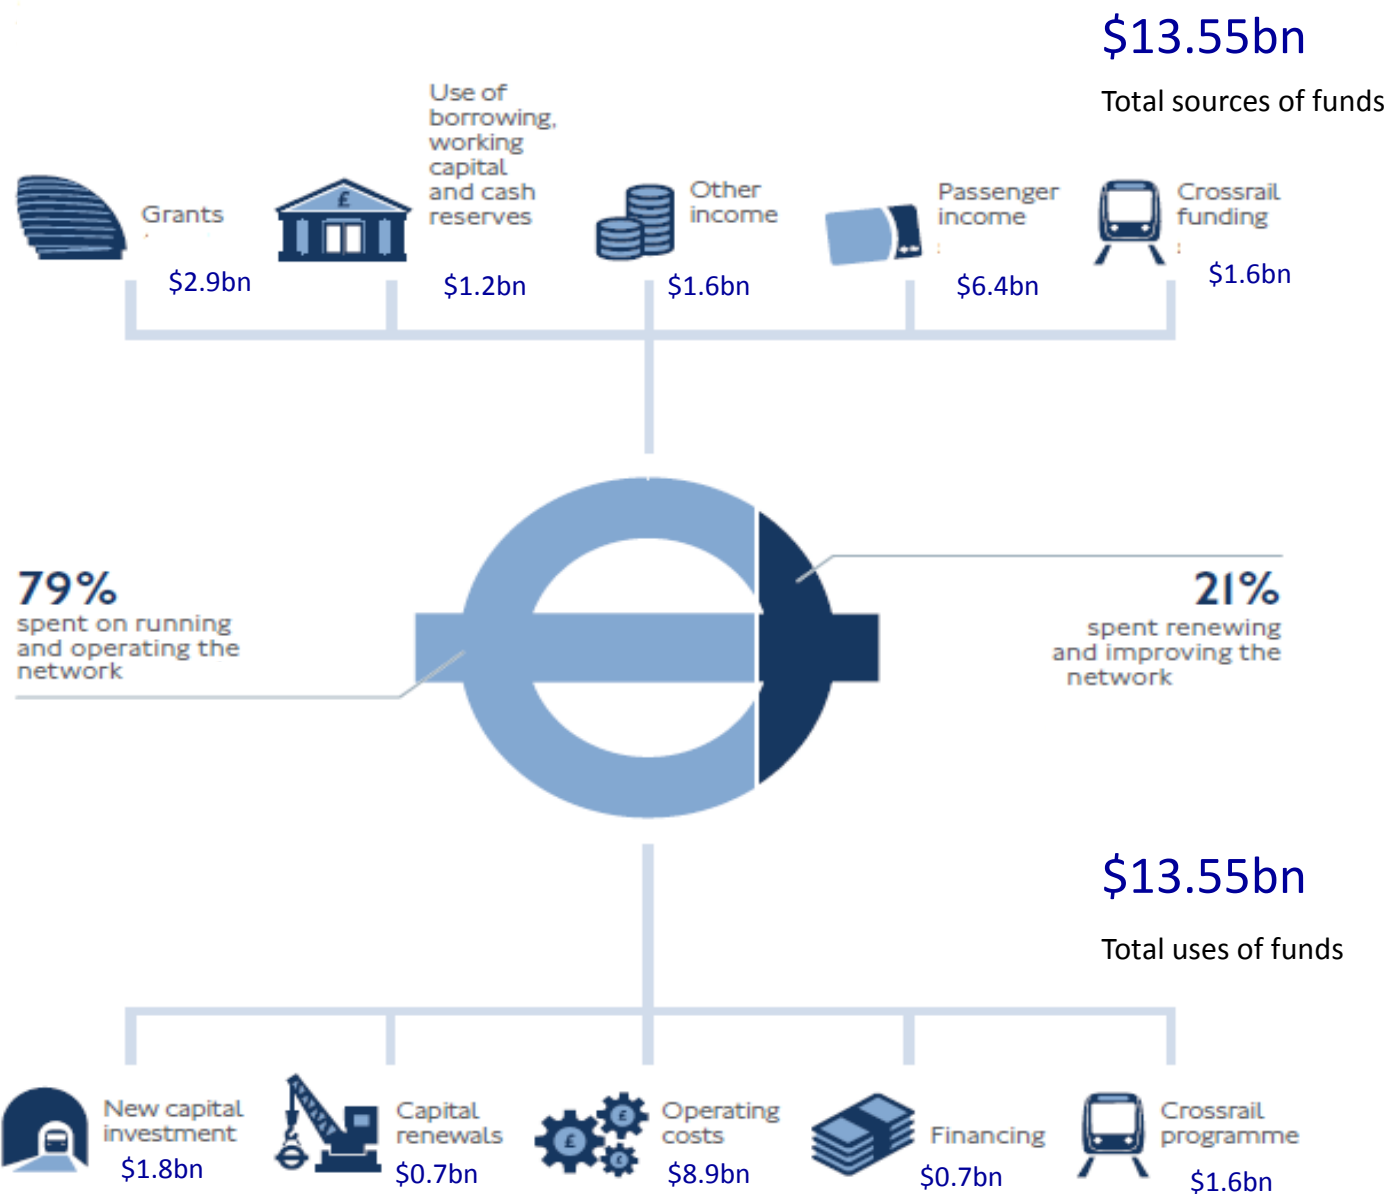 $13.55bn
Total sources of funds
Use of
borrowing,
working
capital
and cash
reserves
Grants
$2.9bn
£
$1.2bn
Other
income
$1.6bn
Passenger
income
$6.4bn
Crossrail
funding
$1.6bn
79%
spent on running
and operating the
network
21%
spent renewing
and improving the
network
$13.55bn
Total uses of funds
New capital
investment
$1.8bn
Capital
renewals
$0.7bn
£
£
£
Operating
costs
$8.9bn
Financing
$0.7bn
Crossrail
programme
$1.6bn